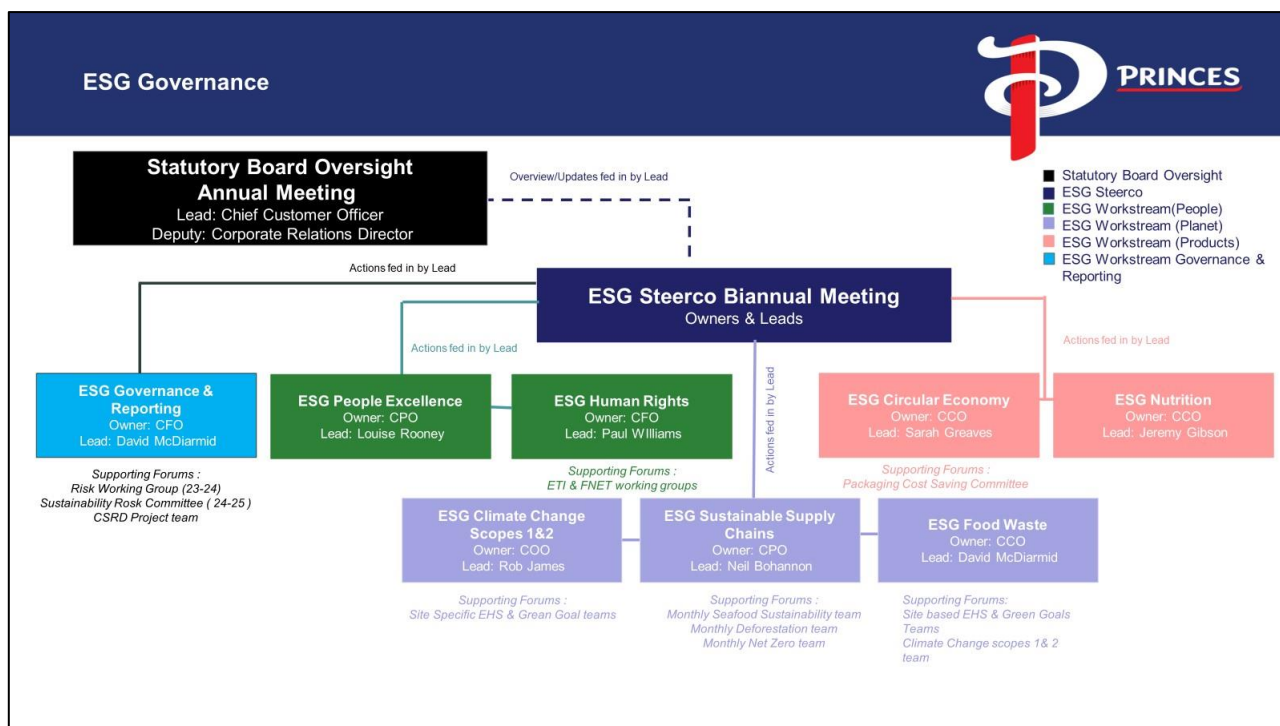 ESG Governance
PRINCES
Statutory Board Oversight
Annual Meeting
Lead: Chief Customer Officer
Deputy: Corporate Relations Director
Overview/Updates fed in by Lead
Statutory Board Oversight
ESG Steerco
ESG Workstream(People)
ESG Workstream (Planet)
ESG Workstream (Products)
ESG Workstream Governance &
Reporting
Actions fed in by Lead
ESG Steerco Biannual Meeting
Owners & Leads
Actions fed in by Lead
Actions fed in by Lead
Actions fed in by Lead
ESG Governance &
Reporting
Owner: CFO
Lead: David McDiarmid
Supporting Forums :
Risk Working Group (23-24)
Sustainability Rosk Committee ( 24-25 )
CSRD Project team
ESG People Excellence
Owner: CPO
Lead: Louise Rooney
ESG Human Rights
Owner: CFO
Lead: Paul WIlliams
Supporting Forums :
ETI & FNET working groups
ESG Circular Economy
Owner: CCO
Lead: Sarah Greaves
Supporting Forums :
Packaging Cost Saving Committee
ESG Nutrition
Owner: CCO
Lead: Jeremy Gibson
ESG Climate Change
Scopes 1&2
Owner: COO
Lead: Rob James
Supporting Forums :
Site Specific EHS & Grean Goal teams
ESG Sustainable Supply
Chains
Owner: CPO
Lead: Neil Bohannon
Supporting Forums :
Monthly Seafood Sustainability team
Monthly Deforestation team
Monthly Net Zero team
ESG Food Waste
Owner: CCO
Lead: David McDiarmid
Supporting Forums:
Site based EHS & Green Goals
Teams
Climate Change scopes 1& 2
team